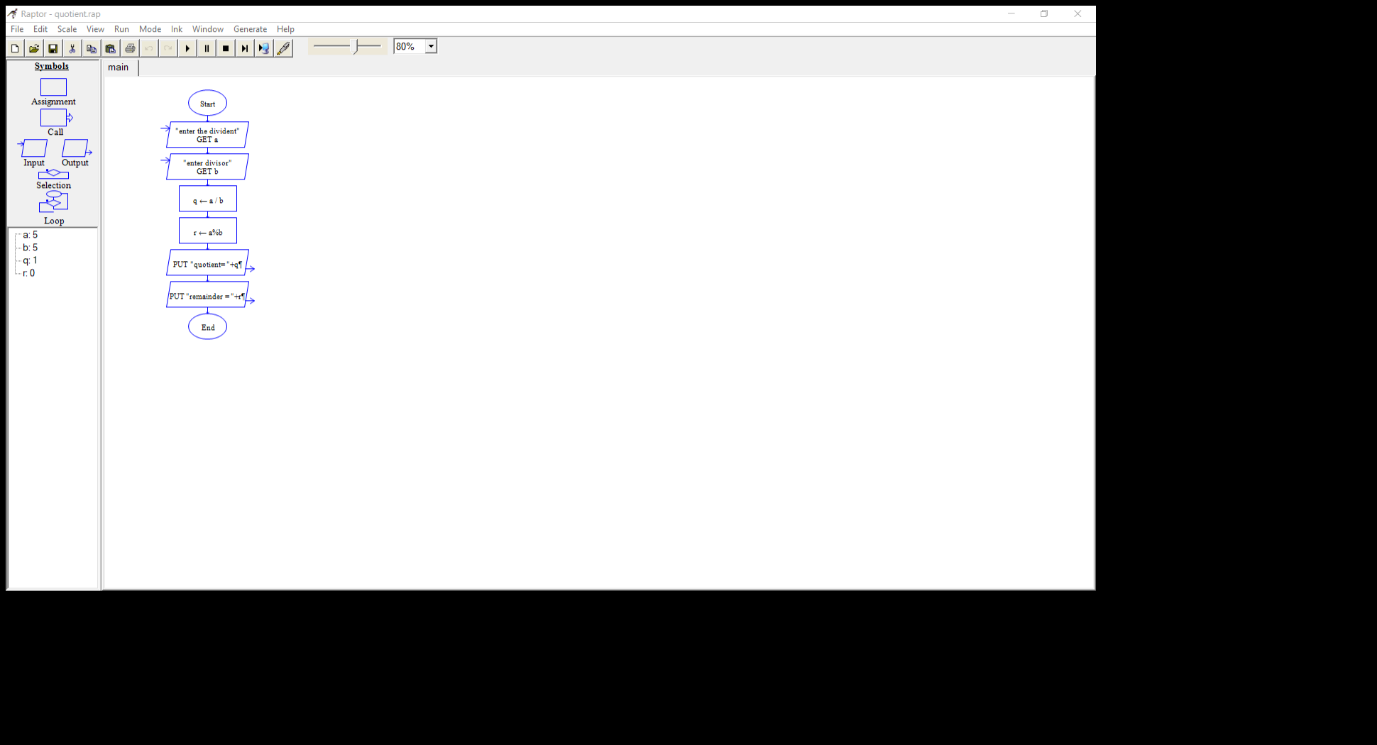 Raptor - quotient.rap
File Edit Scale View Run Mode Ink Window Generate Help
80%
Symbols
main
Assignment
Call
Input Output
Selection
Loop
a: 5
b: 5
q: 1
r: 0
Start
"enter the divident"
GET a
"enter divisor"
GET b
q ← a / b
r ← a%b
PUT "quotient="+q¶
PUT "remainder ="+r¶
End